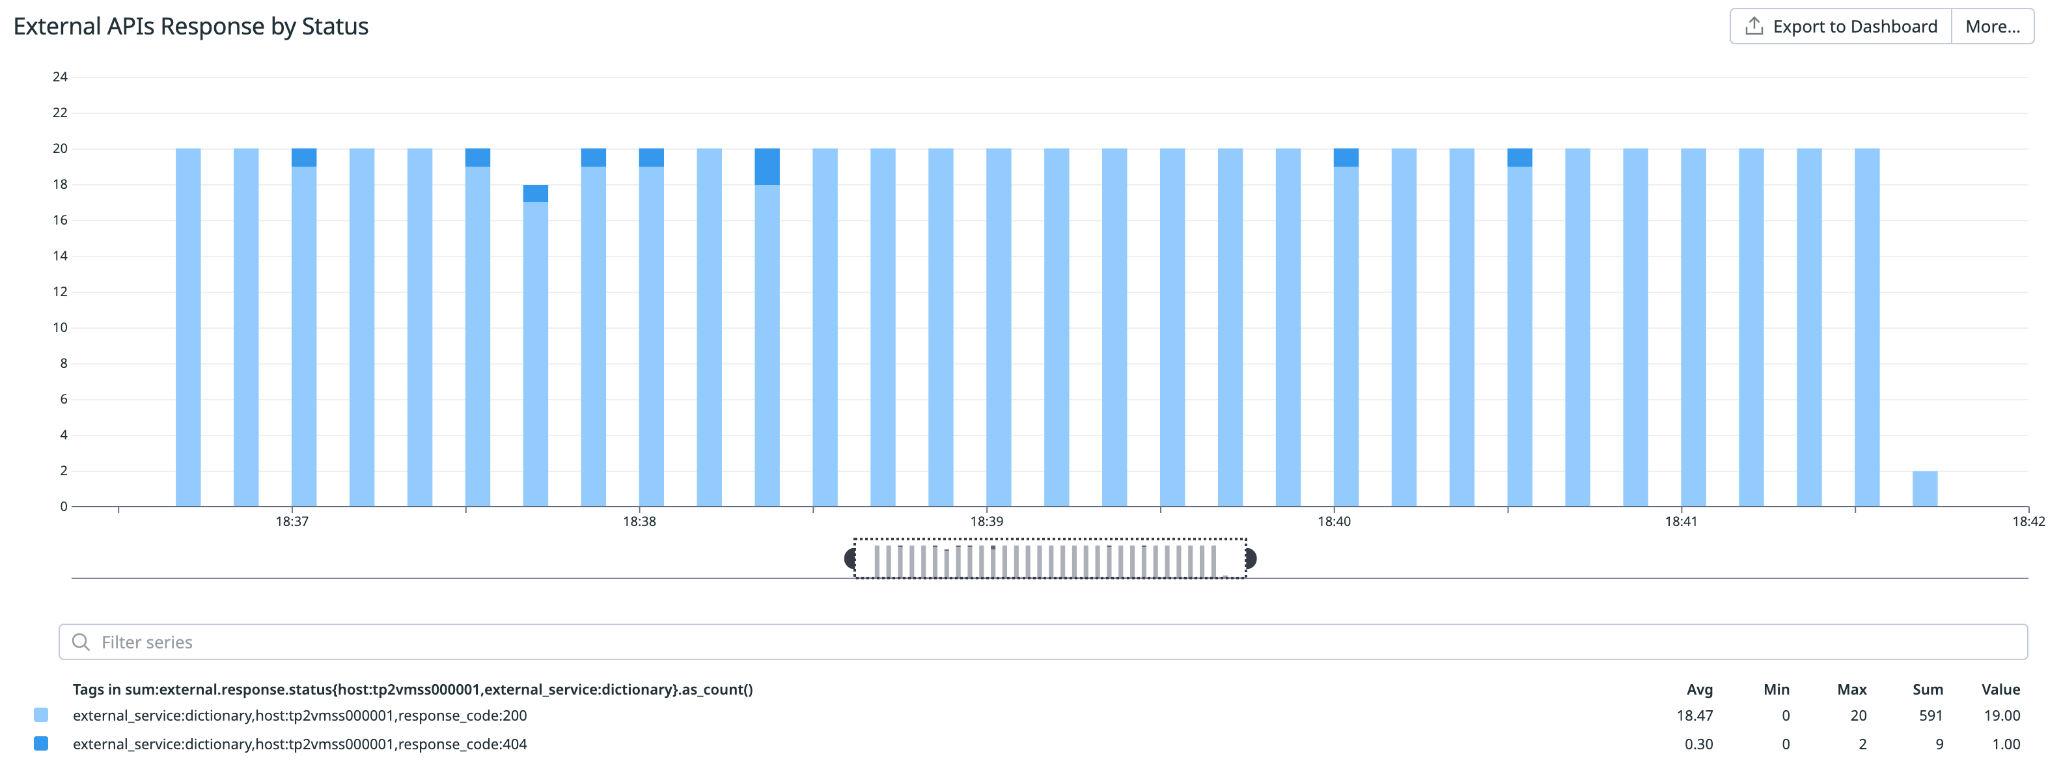 External APIs Response by Status
Export to Dashboard More...
24
22
20
18
16
14
12
10
8
6
4
2
0
18:37 18:38 18:39 18:40 18:41 18:42
Filter series
Tags in sum:external.response.status{host:tp2vmss000001,external_service:dictionary}.as_count() Avg Min Max Sum Value
external_service:dictionary,host:tp2vmss000001,response_code:200 18.47 0 20 591 19.00
external_service:dictionary,host:tp2vmss000001,response_code:404 0.30 0 2 9 1.00